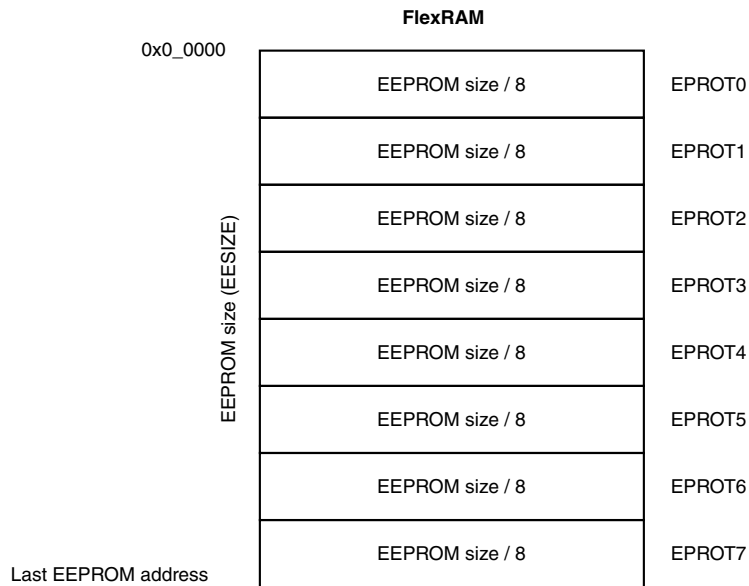 FlexRAM
0x0_0000
EEPROM size / 8 EPROT0
EEPROM size / 8 EPROT1
EEPROM size / 8 EPROT2
EEPROM size / 8 EPROT3
EEPROM size / 8 EPROT4
EEPROM size / 8 EPROT5
EEPROM size / 8 EPROT6
EEPROM size / 8 EPROT7
EEPROM size (EESIZE)
Last EEPROM address